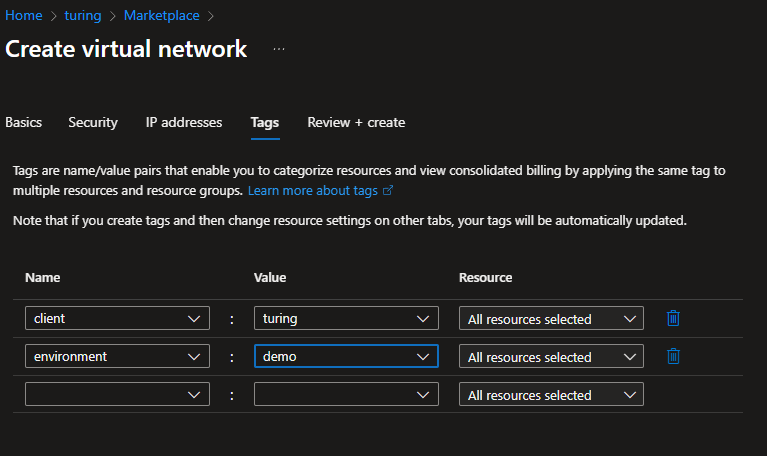 Home > turing > Marketplace >
Create virtual network ...
Basics Security IP addresses Tags Review + create
Tags are name/value pairs that enable you to categorize resources and view consolidated billing by applying the same tag to
multiple resources and resource groups. Learn more about tags
Note that if you create tags and then change resource settings on other tabs, your tags will be automatically updated.
Name Value Resource
client : turing All resources selected
environment : demo All resources selected
: All resources selected